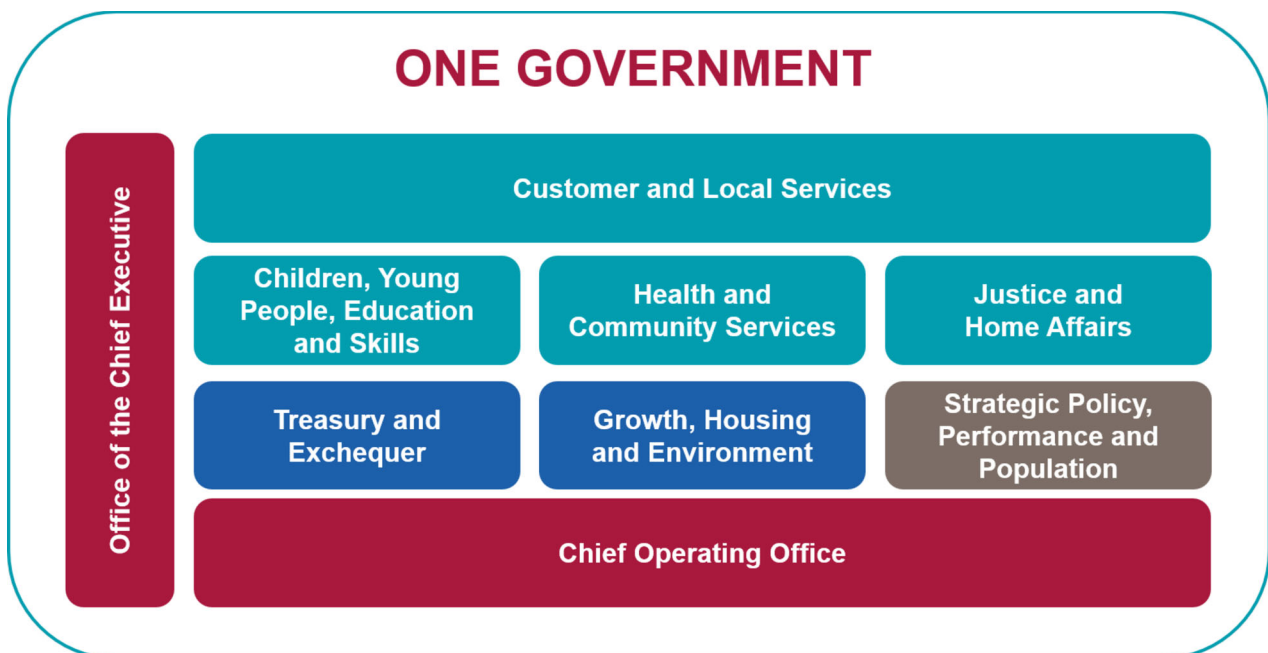 ONE GOVERNMENT
Office of the Chief Executive
Customer and Local Services
Children, Young
People, Education
and Skills
Health and
Community Services
Justice and
Home Affairs
Treasury and
Exchequer
Growth, Housing
and Environment
Strategic Policy,
Performance and
Population
Chief Operating Office